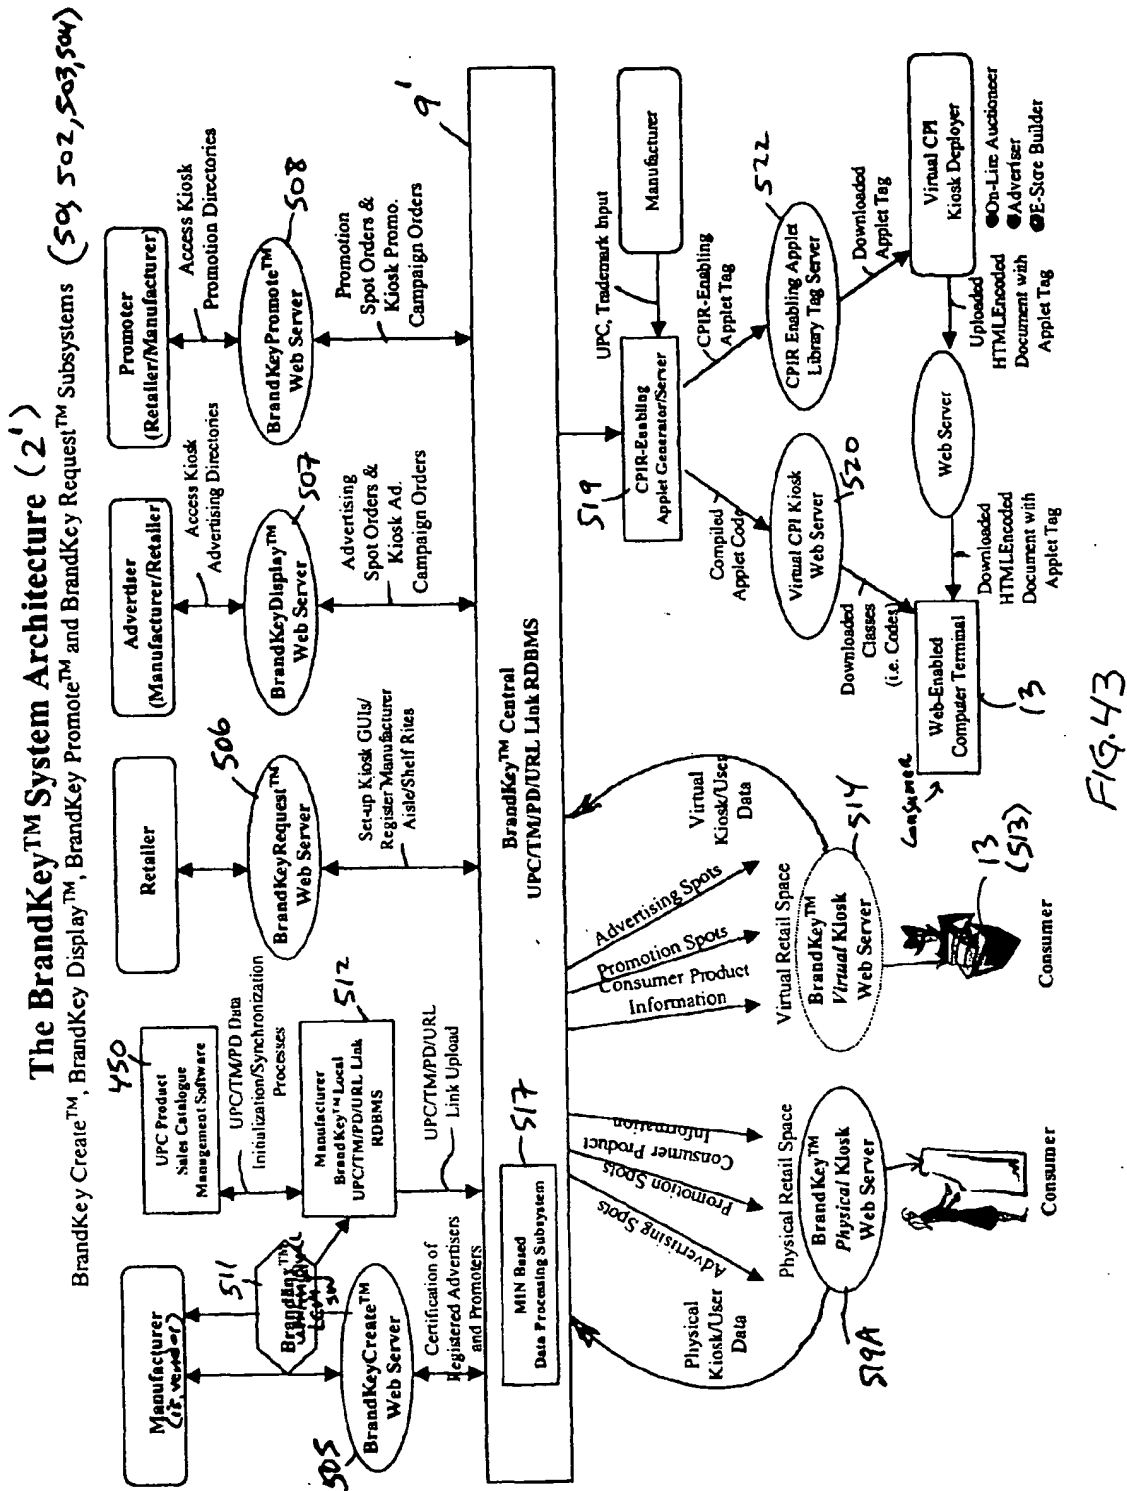 The BrandKey™ System Architecture (2')
BrandKey Create™, BrandKey Display™, BrandKey Promote™ and BrandKey Request™ Subsystems (501, 502, 503, 504)
Manufacturer
(ie, vendor)
511
505
BrandKeyCreate™
Web Server
Certification of
Registered Advertisers
and Promoters
450
UPC Product
Sales Catalogue
Management Software
UPC/TM/PD Data
Initialization/Synchronization
Processes
512
Manufacturer
BrandKey™ Local
UPC/TM/PD/URL Link
RDBMS
UPC/TM/PD/URL
Link Upload
Retailer
506
BrandKeyRequest™
Web Server
Set-up Kiosk GUIs/
Register Manufacturer
Aisle/Shelf Rites
Advertiser
(Manufacturer/Retailer)
Access Kiosk
Advertising Directories
507
BrandKeyDisplay™
Web Server
Advertising
Spot Orders &
Kiosk Ad.
Campaign Orders
Promoter
(Retailer/Manufacturer)
Access Kiosk
Promotion Directories
508
BrandKeyPromote™
Web Server
Promotion
Spot Orders &
Kiosk Promo.
Campaign Orders
9'
BrandKey™ Central
UPC/TM/PD/URL Link RDBMS
517
MIN Based
Data Processing Subsystem
Physical
Kiosk/User
Data
Advertising Spots
Promotion Spots
Consumer Product
Information
Physical Retail Space
BrandKey™
Physical Kiosk
Web Server
519A
Consumer
Advertising Spots
Promotion Spots
Consumer Product
Information
Virtual
Kiosk/User
Data
Virtual Retail Space
BrandKey™
Virtual Kiosk
Web Server
514
13
(513)
Consumer
UPC, Trademark Input
Manufacturer
519
CPIR-Enabling
Applet Generator/Server
Compiled
Applet Code
CPIR-Enabling
Applet Tag
Virtual CPI Kiosk
Web Server
520
CPIR Enabling Applet
Library Tag Server
522
Downloaded
Classes
(i.e. Codes)
Downloaded
Applet Tag
Consumer
Web-Enabled
Computer Terminal
13
Downloaded
HTMLEncoded
Document with
Applet Tag
Web Server
Uploaded
HTMLEncoded
Document with
Applet Tag
Virtual CPI
Kiosk Deployer
●On-Line Auctioneer
●Advertiser
●E-Store Builder
FIG. 43